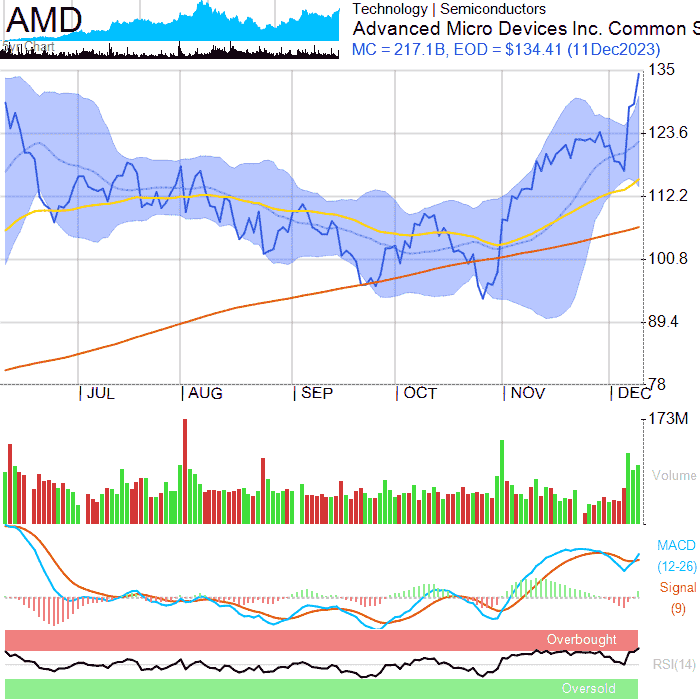 AMD
5yr Chart
Technology | Semiconductors
Advanced Micro Devices Inc. Common S
MC = 217.1B, EOD = $134.41 (11Dec2023)
135
123.6
112.2
100.8
89.4
78
JUL
AUG
SEP
OCT
NOV
DEC
173M
Volume
MACD
(12-26)
Signal
(9)
Overbought
RSI(14)
Oversold